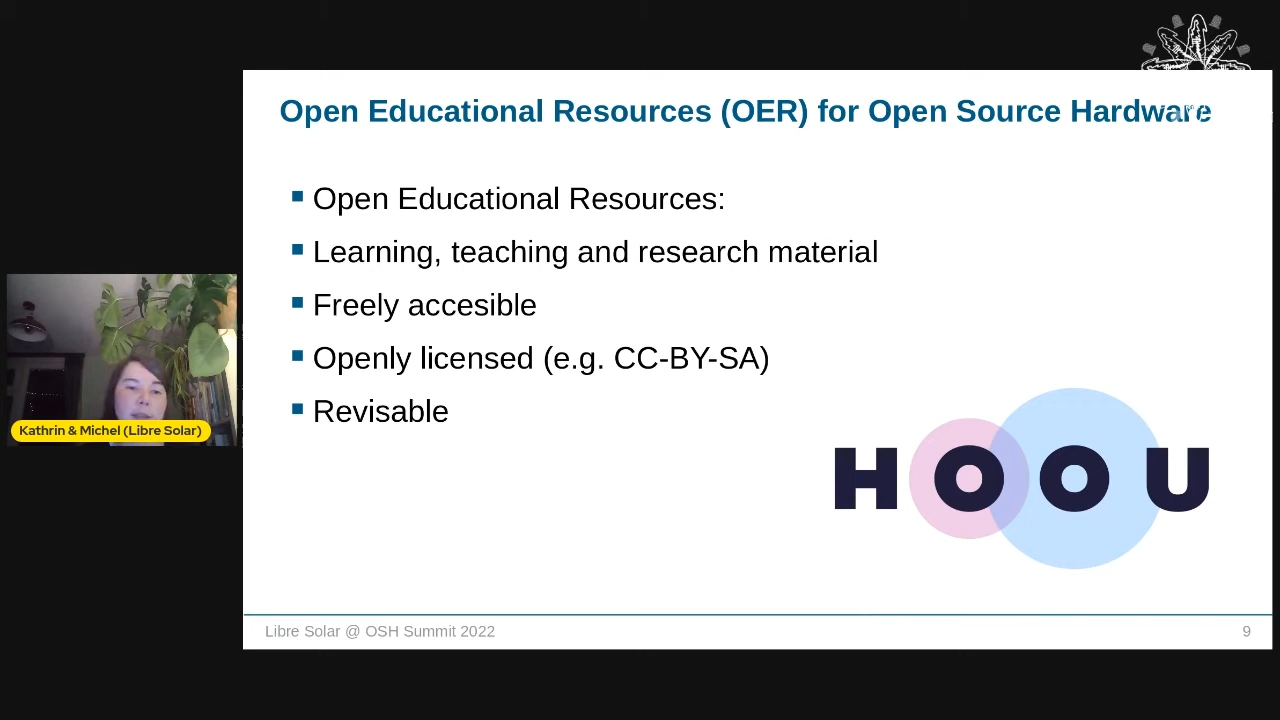 Open Educational Resources (OER) for Open Source Hardware
Open Educational Resources:
Learning, teaching and research material
Freely accesible
Openly licensed (e.g. CC-BY-SA)
Revisable
HOOU
Kathrin & Michel (Libre Solar)
Libre Solar @ OSH Summit 2022
9